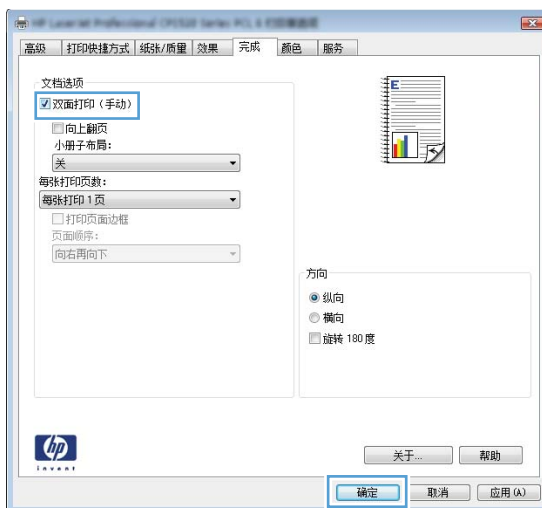 高级 打印快捷方式 纸张/质量 效果 完成 颜色 服务
文档选项
双面打印（手动）
向上翻页
小册子布局：
关
每张打印页数：
每张打印 1 页
打印页面边框
页面顺序：
向右再向下
E
方向
纵向
横向
旋转 180 度
hp
invent
关于... 帮助
确定 取消 应用(A)